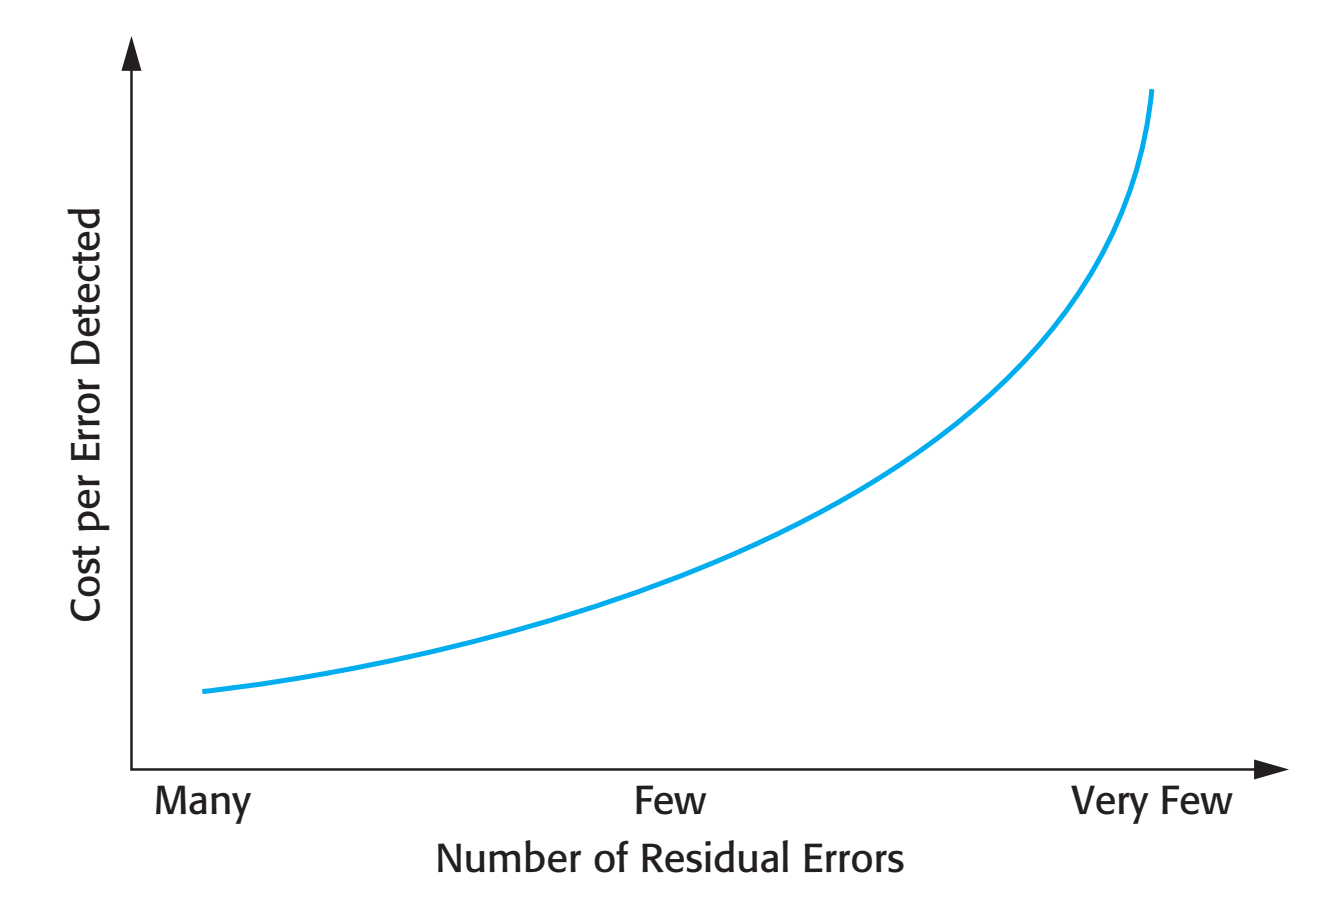 Cost per Error Detected
Many
Few
Very Few
Number of Residual Errors